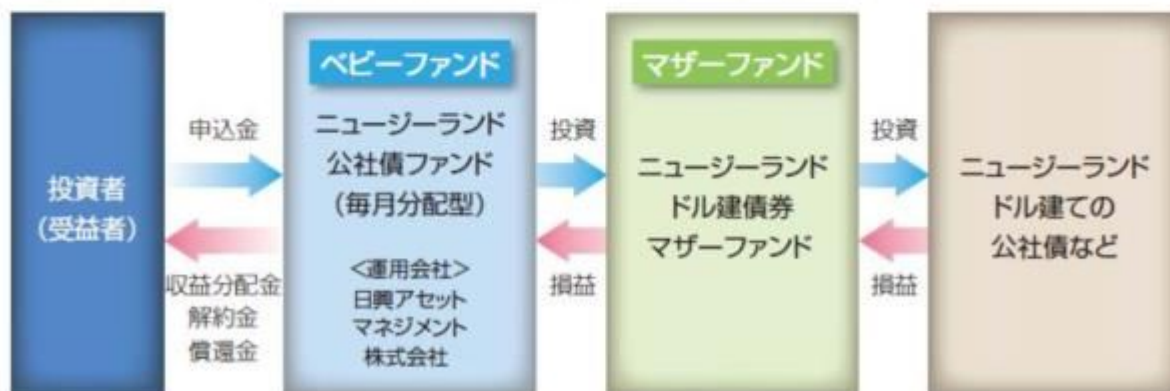 投資者
(受益者)
申込金
収益分配金
解約金
償還金
ベビーファンド
ニュージーランド
公社債ファンド
(毎月分配型)
<運用会社>
日興アセット
マネジメント
株式会社
投資
損益
マザーファンド
ニュージーランド
ドル建債券
マザーファンド
投資
損益
ニュージーランド
ドル建ての
公社債など